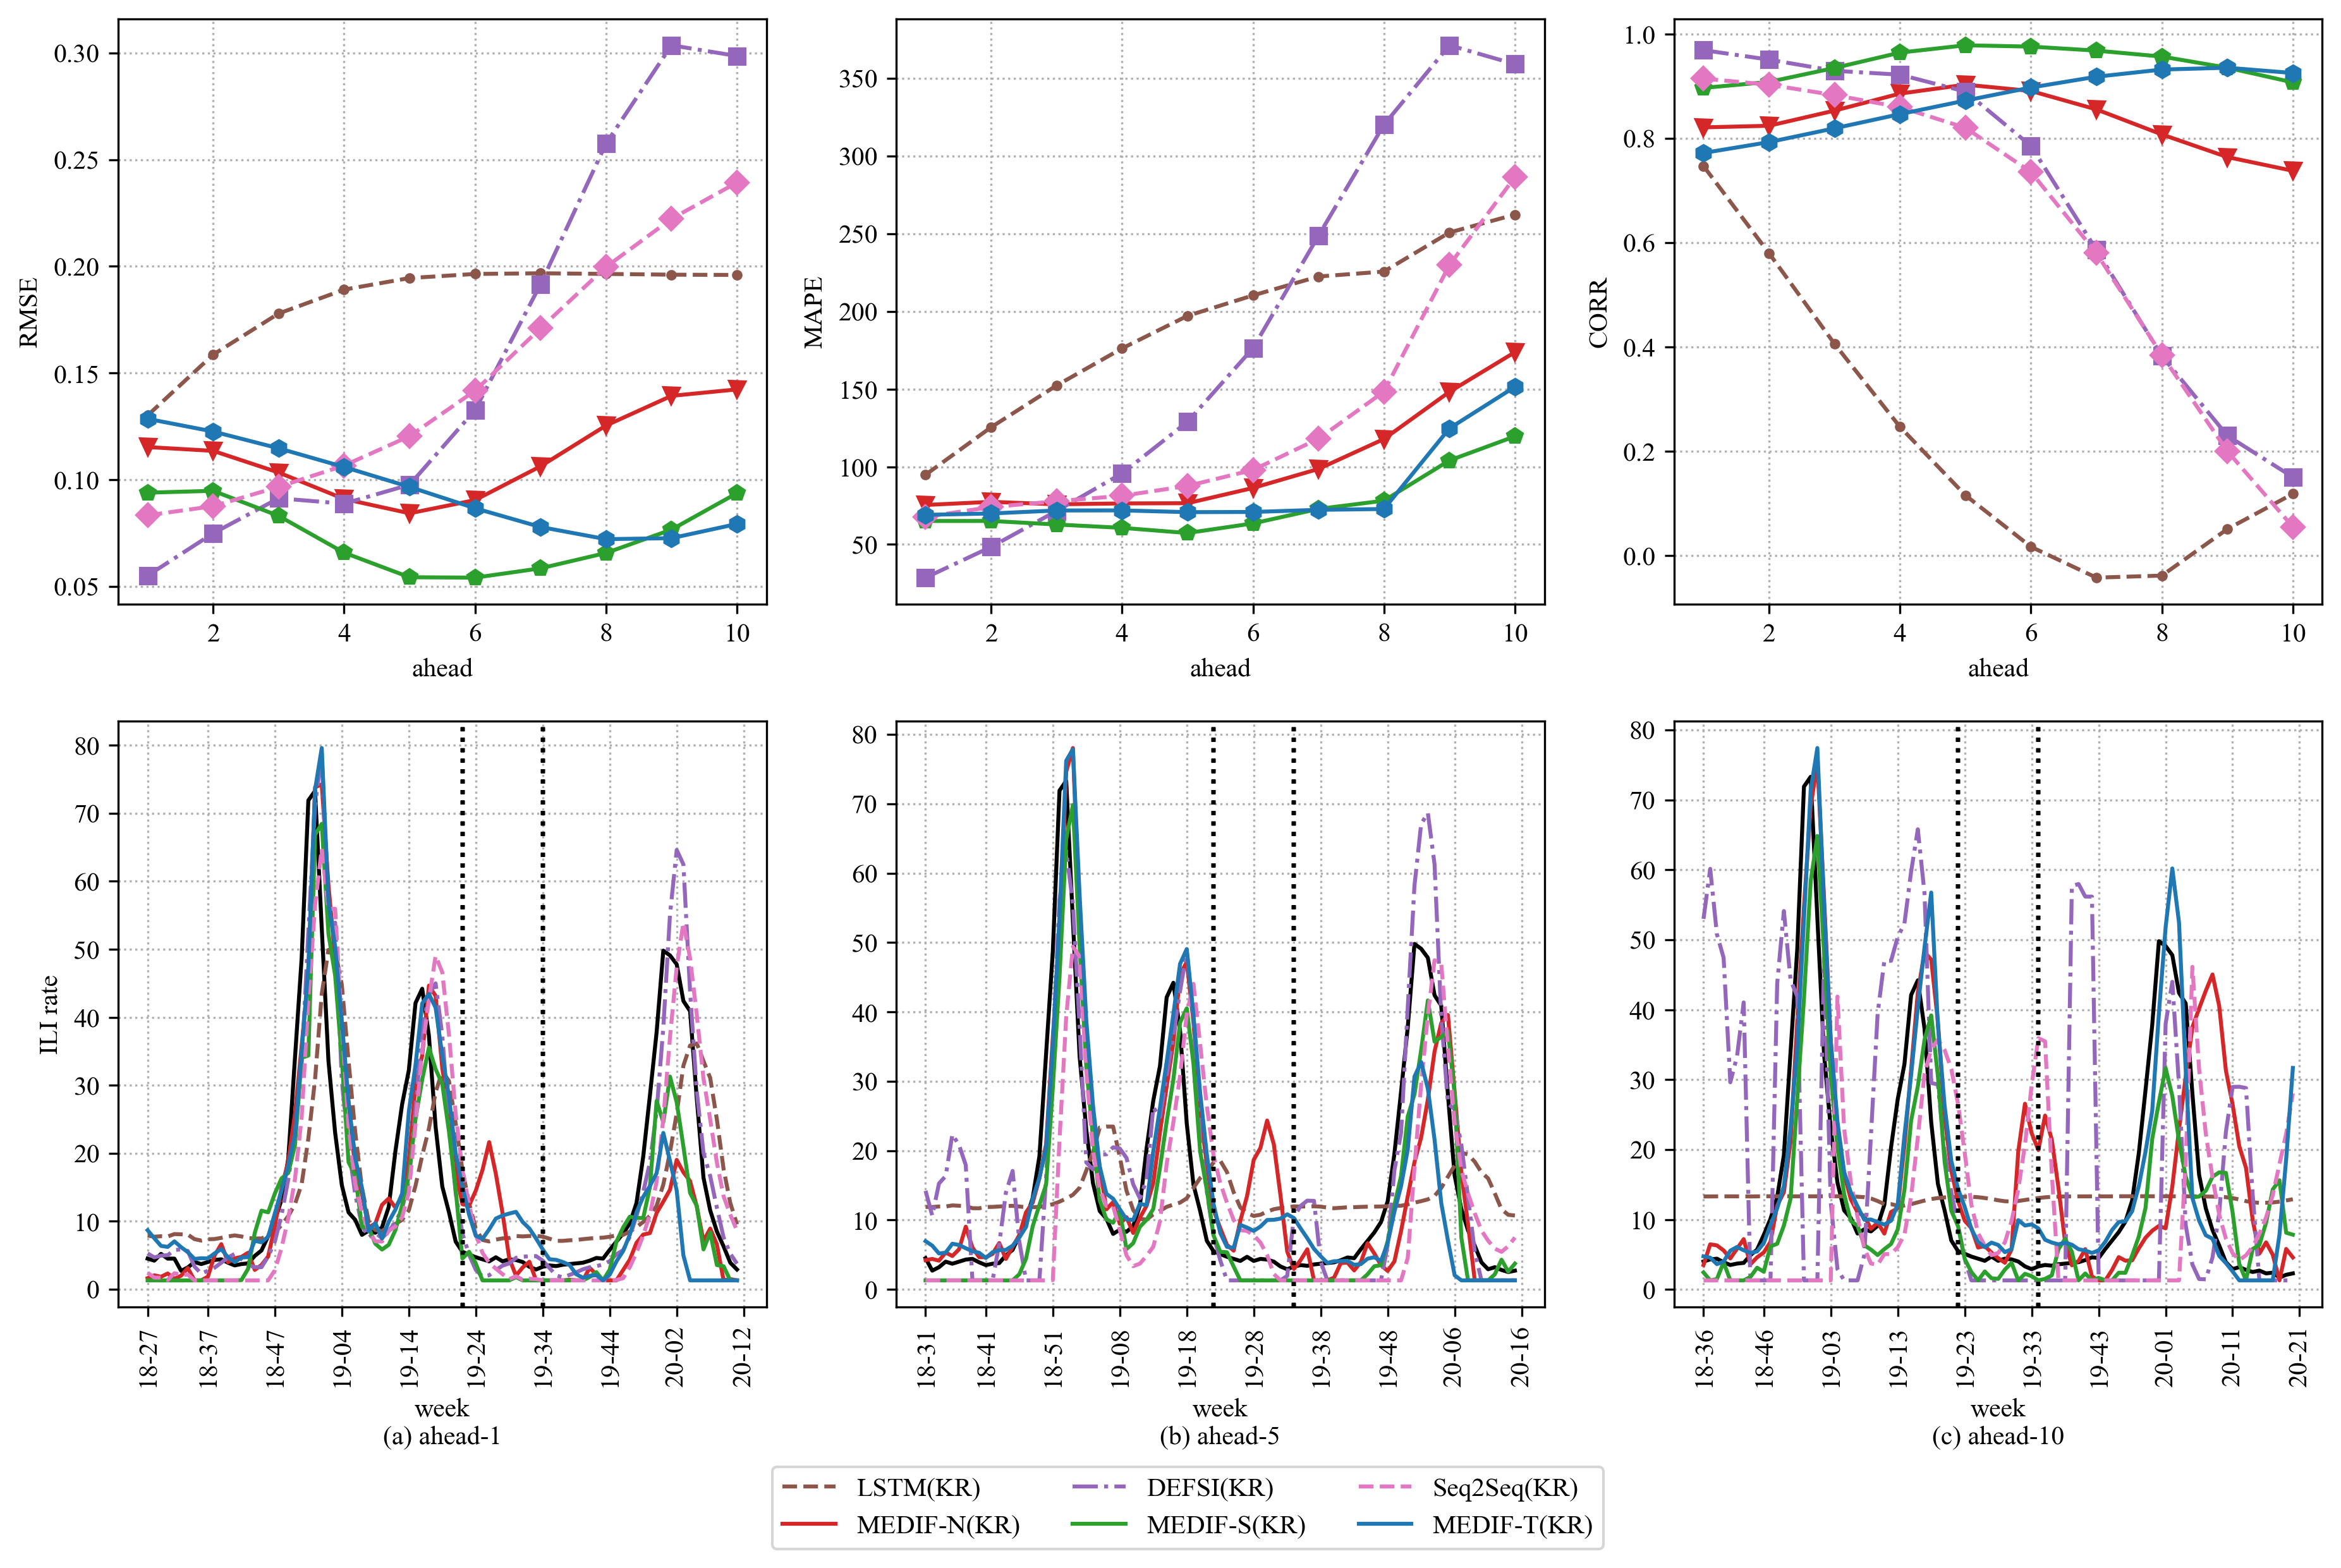 RMSE
0.30
0.25
0.20
0.15
0.10
0.05
2 4 6 8 10
ahead
MAPE
350
300
250
200
150
100
50
2 4 6 8 10
ahead
CORR
1.0
0.8
0.6
0.4
0.2
0.0
2 4 6 8 10
ahead
ILI rate
80
70
60
50
40
30
20
10
0
18-27 18-37 18-47 19-04 19-14 19-24 19-34 19-44 20-02 20-12
week
(a) ahead-1
80
70
60
50
40
30
20
10
0
18-31 18-41 18-51 19-08 19-18 19-28 19-38 19-48 20-06 20-16
week
(b) ahead-5
80
70
60
50
40
30
20
10
0
18-36 18-46 19-03 19-13 19-23 19-33 19-43 20-01 20-11 20-21
week
(c) ahead-10
LSTM(KR) DEFSI(KR) Seq2Seq(KR)
MEDIF-N(KR) MEDIF-S(KR) MEDIF-T(KR)